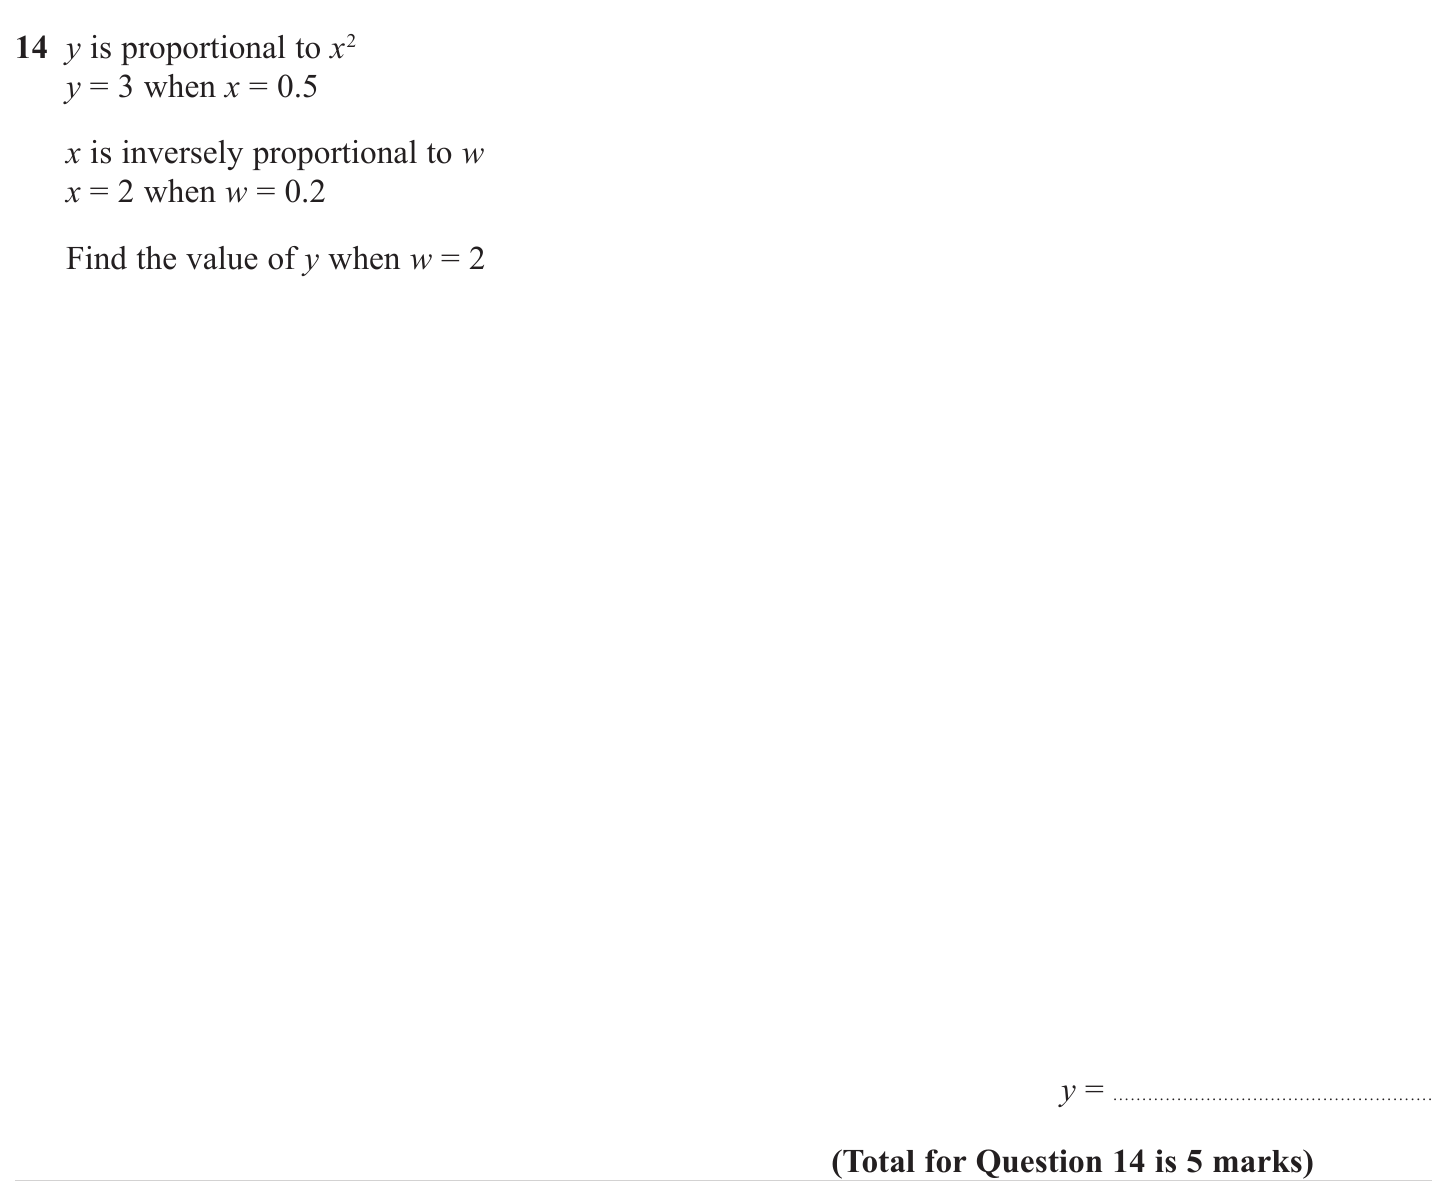 14 y is proportional to x²
y = 3 when x = 0.5
x is inversely proportional to w
x = 2 when w = 0.2
Find the value of y when w = 2
y = ......................................................
(Total for Question 14 is 5 marks)